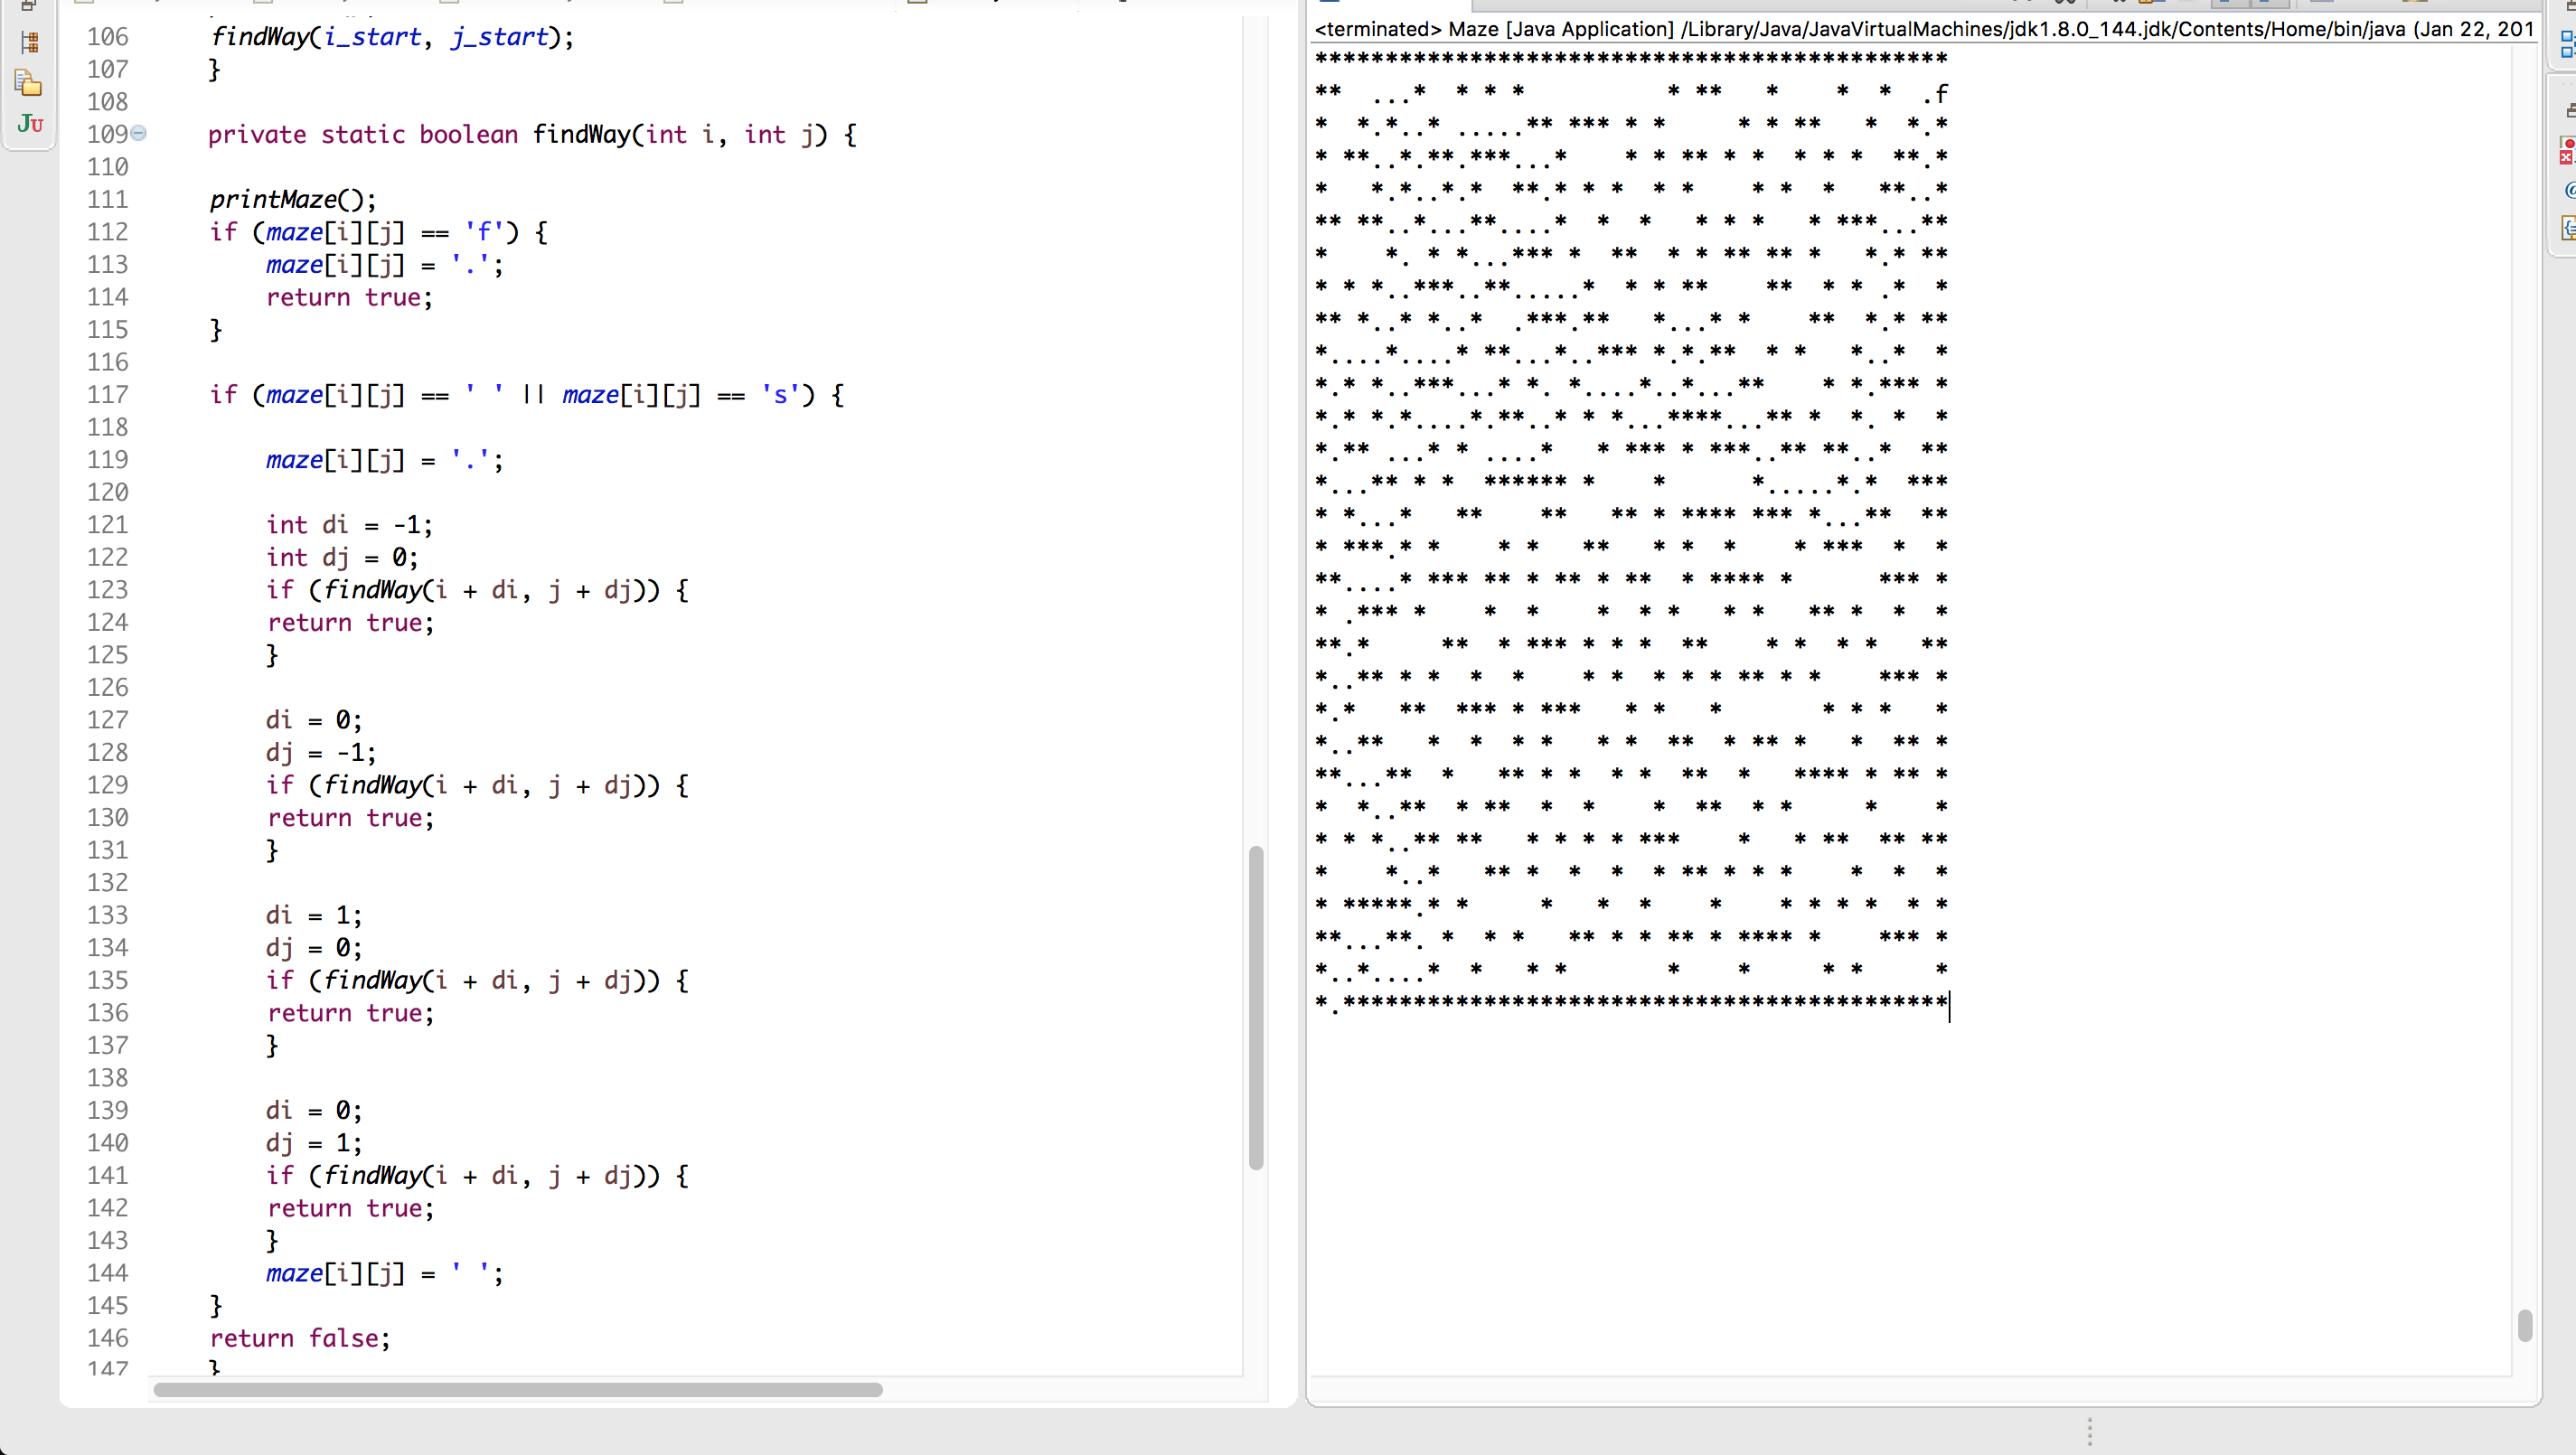 106 findWay(i_start, j_start);
107 }
108
109 private static boolean findWay(int i, int j) {
110
111 printMaze();
112 if (maze[i][j] == 'f') {
113 maze[i][j] = '.';
114 return true;
115 }
116
117 if (maze[i][j] == ' ' || maze[i][j] == 's') {
118
119 maze[i][j] = '.';
120
121 int di = -1;
122 int dj = 0;
123 if (findWay(i + di, j + dj)) {
124 return true;
125 }
126
127 di = 0;
128 dj = -1;
129 if (findWay(i + di, j + dj)) {
130 return true;
131 }
132
133 di = 1;
134 dj = 0;
135 if (findWay(i + di, j + dj)) {
136 return true;
137 }
138
139 di = 0;
140 dj = 1;
141 if (findWay(i + di, j + dj)) {
142 return true;
143 }
144 maze[i][j] = ' ';
145 }
146 return false;
147 }
JU
<terminated> Maze [Java Application] /Library/Java/JavaVirtualMachines/jdk1.8.0_144.jdk/Contents/Home/bin/java (Jan 22, 201
*********************************************
**  ...*  * * *          * **   *    *  *  .f
*  *.*..* .....** *** * *     * * **   *  *.*
* **..*.**.***...*    * * ** * *  * * *  **.*
*   *.*..*.*  **.* * *  * *    * *  *   **..*
** **..*...**....*  *  *   * * *   * ***...**
*    *. * *...*** *  **  * * ** ** *   *.* **
* * *..***..**.....*  * * **    **  * * .*  *
** *..* *..*  .***.**   *...* *    **  *.* **
*....*....* **...*..*** *.*.**  * *   *..*  *
*.* *..***...* *. *....*..*...**    * *.*** *
*.* *.*....*.**..* * *...****...** *  *. *  *
*.** ...* * ....*   * *** * ***..** **..*  **
*...** * *  ****** *    *      *.....*.*  ***
* *...*   **    **   ** * **** *** *...**  **
* ***.* *    * *   **   * *  *    * ***  *  *
**....* *** ** * ** * **  * **** *      *** *
* .*** *    *  *    *  * *   * *   ** *  *  *
**.*     **  * *** * * *  **    * *  * *   **
*..** * *  *  *    * *  * * * ** * *    *** *
*.*   **  *** * ***   * *   *       * * *   *
*..**   *  *  * *   * *  **  * ** *   *  ** *
**...**  *   ** * *  * *  **  *   **** * ** *
*  *..**  * **  *  *    *  **  * *     *    *
* * *..** **   * * * * ***    *   * **  ** **
*    *..*   ** *  *  *  * ** * * *    *  *  *
* *****.* *     *   *  *    *    * * * *  * *
**...**. *  * *   ** * * ** * **** *    *** *
*..*....*  *   * *       *    *     * *     *
*.*******************************************